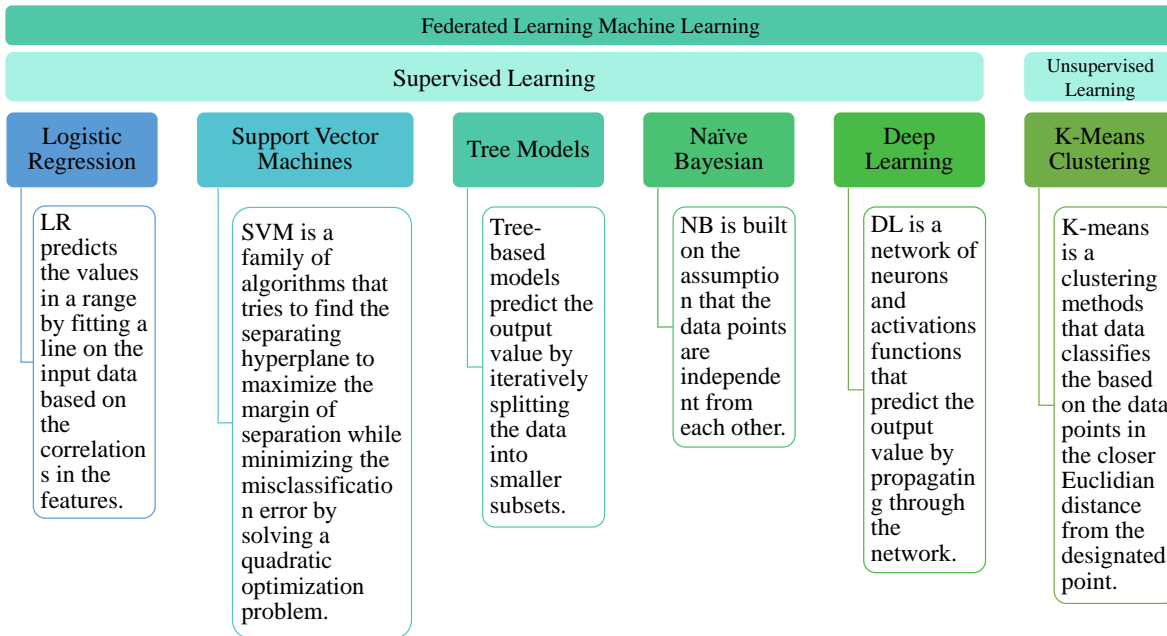 Federated Learning Machine Learning
Supervised Learning
Unsupervised
Learning
Logistic
Regression
Support Vector
Machines
Tree Models
Naïve
Bayesian
Deep
Learning
K-Means
Clustering
LR
predicts
the values
in a range
by fitting a
line on the
input data
based on
the
correlation
s in the
features.
SVM is a
family of
algorithms that
tries to find the
separating
hyperplane to
maximize the
margin of
separation while
minimizing the
misclassificatio
n error by
solving a
quadratic
optimization
problem.
Tree-
based
models
predict the
output
value by
iteratively
splitting
the data
into
smaller
subsets.
NB is built
on the
assumptio
n that the
data points
are
independe
nt from
each other.
DL is a
network of
neurons
and
activations
functions
that
predict the
output
value by
propagatin
g through
the
network.
K-means
is a
clustering
methods
that data
classifies
the based
on the data
points in
the closer
Euclidian
distance
from the
designated
point.